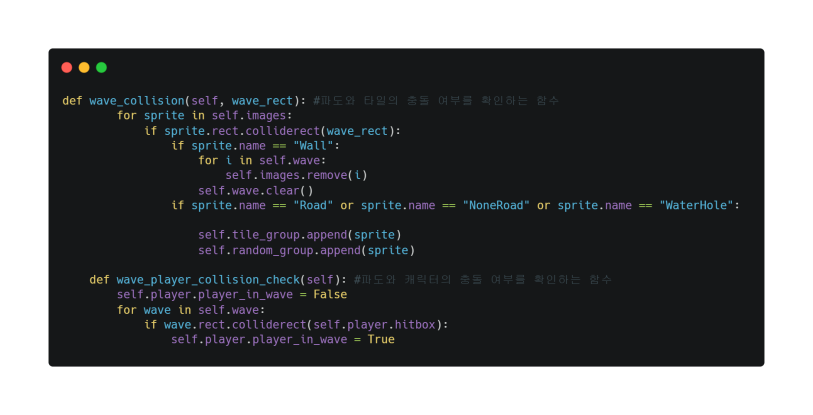 def wave_collision(self, wave_rect): #파도와 타일의 충돌 여부를 확인하는 함수
        for sprite in self.images:
            if sprite.rect.colliderect(wave_rect):
                if sprite.name == "Wall":
                    for i in self.wave:
                        self.images.remove(i)
                    self.wave.clear()
                if sprite.name == "Road" or sprite.name == "NoneRoad" or sprite.name == "WaterHole":
                    self.tile_group.append(sprite)
                    self.random_group.append(sprite)
    def wave_player_collision_check(self): #파도와 캐릭터의 충돌 여부를 확인하는 함수
        self.player.player_in_wave = False
        for wave in self.wave:
            if wave.rect.colliderect(self.player.hitbox):
                self.player.player_in_wave = True